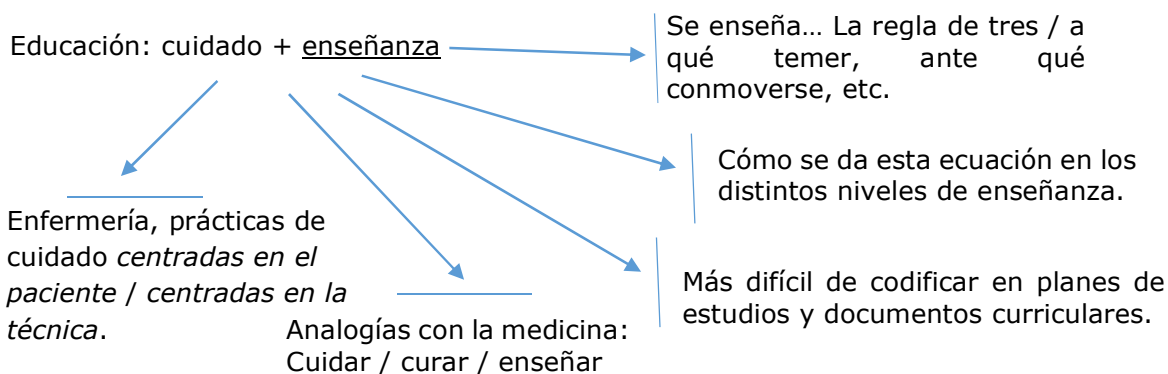 Educación: cuidado + enseñanza
Se enseña… La regla de tres / a
qué temer, ante qué
conmoverse, etc.
Cómo se da esta ecuación en los
distintos niveles de enseñanza.
Enfermería, prácticas de
cuidado centradas en el
paciente / centradas en la
técnica.
Más difícil de codificar en planes de
estudios y documentos curriculares.
Analogías con la medicina:
Cuidar / curar / enseñar